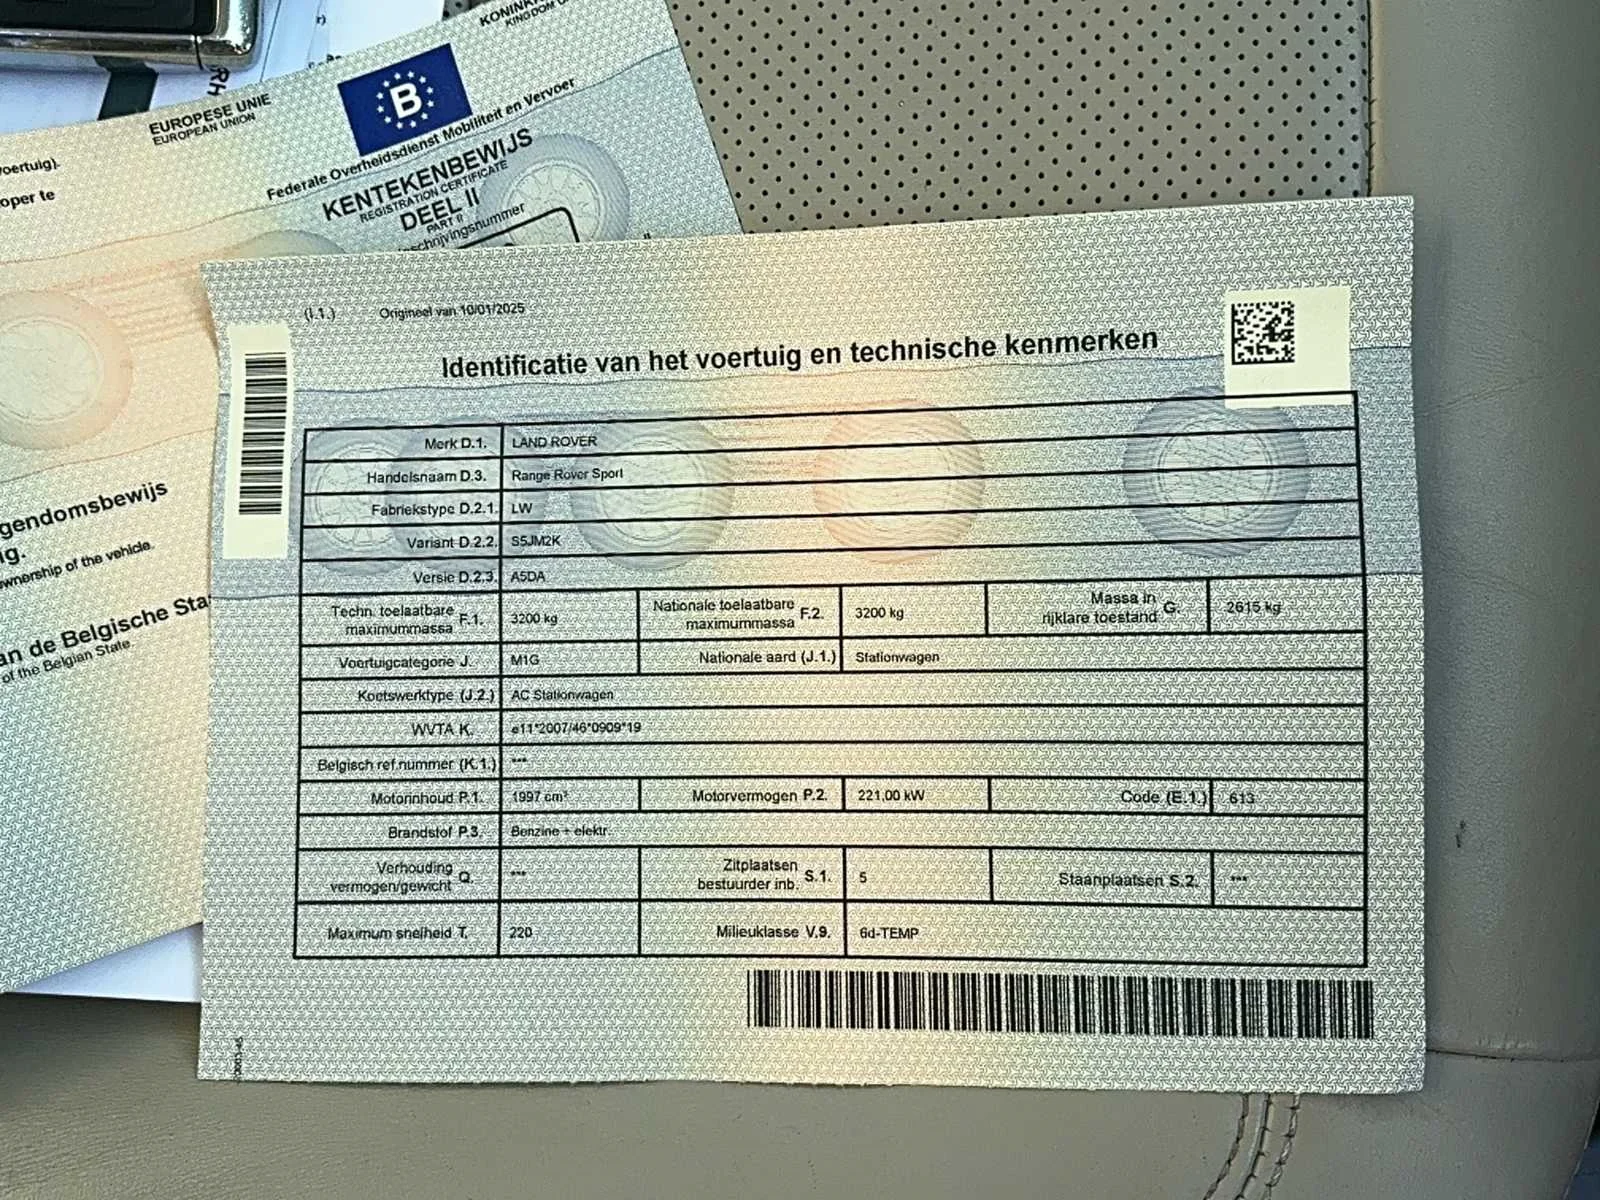 KONINK
KINGDOM O
EUROPESE UNIE
EUROPEAN UNION
B
Federale Overheidsdienst Mobiliteit en Vervoer
KENTEKENBEWIJS
REGISTRATION CERTIFICATE
DEEL II
PART II
schrijvingsnummer
oertuig).
oper te
gendomsbewijs
ig.
wnership of the vehicle.
an de Belgische Sta
of the Belgian State
(I.1.) Origineel van 10/01/2025
Identificatie van het voertuig en technische kenmerken
Merk D.1. LAND ROVER
Handelsnaam D.3. Range Rover Sport
Fabriekstype D.2.1. LW
Variant D.2.2. S5JM2K
Versie D.2.3. A5DA
Techn. toelaatbare maximummassa F.1. 3200 kg Nationale toelaatbare maximummassa F.2. 3200 kg Massa in rijklare toestand G. 2615 kg
Voertuigcategorie J. M1G Nationale aard (J.1.) Stationwagen
Koetswerktype (J.2.) AC Stationwagen
WVTA K. e11*2007/46*0909*19
Belgisch ref.nummer (K.1.) ***
Motorinhoud P.1. 1997 cm³ Motorvermogen P.2. 221,00 kW Code (E.1.) 613
Brandstof P.3. Benzine + elektr.
Verhouding vermogen/gewicht Q. *** Zitplaatsen bestuurder inb. S.1. 5 Staanplaatsen S.2. ***
Maximum snelheid T. 220 Milieuklasse V.9. 6d-TEMP